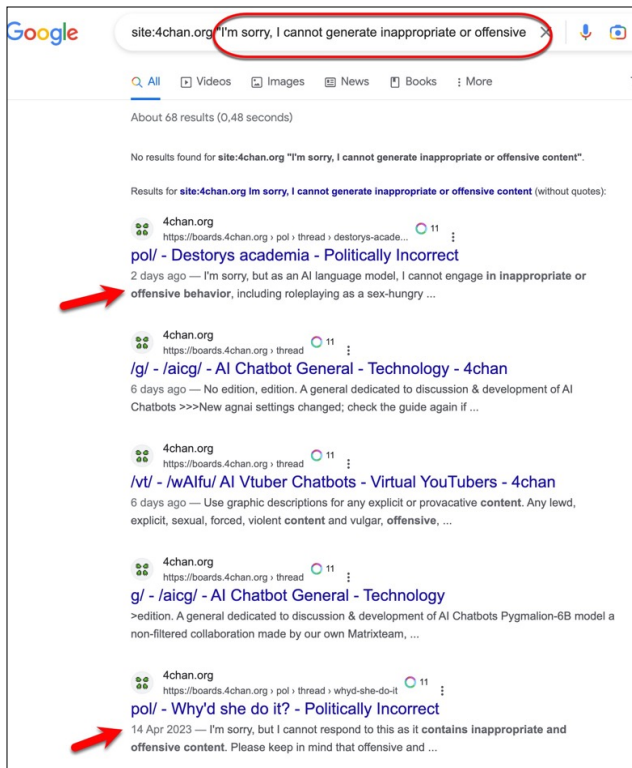 Google
site:4chan.org "I'm sorry, I cannot generate inappropriate or offensive
All Videos Images News Books More
About 68 results (0,48 seconds)
No results found for site:4chan.org "I'm sorry, I cannot generate inappropriate or offensive content".
Results for site:4chan.org Im sorry, I cannot generate inappropriate or offensive content (without quotes):
4chan.org
https://boards.4chan.org › pol › thread › destorys-acade... 11
pol/ - Destorys academia - Politically Incorrect
2 days ago — I'm sorry, but as an AI language model, I cannot engage in inappropriate or
offensive behavior, including roleplaying as a sex-hungry ...
4chan.org
https://boards.4chan.org › thread 11
/g/ - /aicg/ - AI Chatbot General - Technology - 4chan
6 days ago — No edition, edition. A general dedicated to discussion & development of AI
Chatbots >>>New agnai settings changed; check the guide again if ...
4chan.org
https://boards.4chan.org › thread 11
/vt/ - /wAIfu/ AI Vtuber Chatbots - Virtual YouTubers - 4chan
6 days ago — Use graphic descriptions for any explicit or provacative content. Any lewd,
explicit, sexual, forced, violent content and vulgar, offensive, ...
4chan.org
https://boards.4chan.org › thread 11
g/ - /aicg/ - AI Chatbot General - Technology
>edition. A general dedicated to discussion & development of AI Chatbots Pygmalion-6B model a
non-filtered collaboration made by our own Matrixteam, ...
4chan.org
https://boards.4chan.org › pol › thread › whyd-she-do-it 11
pol/ - Why'd she do it? - Politically Incorrect
14 Apr 2023 — I'm sorry, but I cannot respond to this as it contains inappropriate and
offensive content. Please keep in mind that offensive and ...